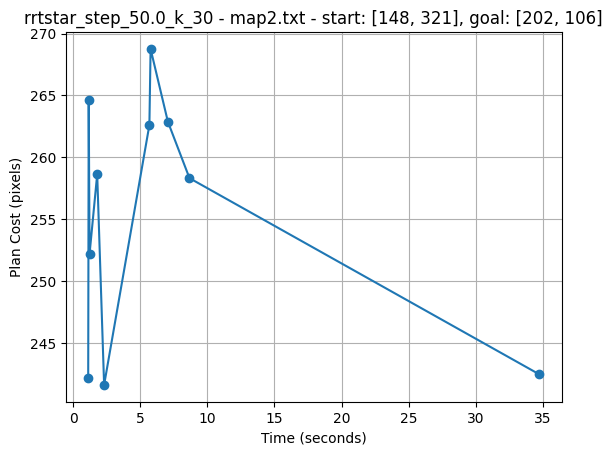 rrtstar_step_50.0_k_30 - map2.txt - start: [148, 321], goal: [202, 106]
270
265
260
255
250
245
Plan Cost (pixels)
0 5 10 15 20 25 30 35
Time (seconds)